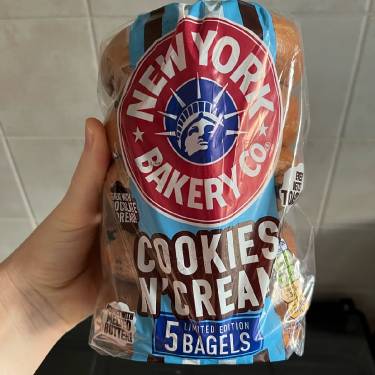 NEW YORK
BAKERY Co.
COOKIES
N' CREAM
LIMITED EDITION
5 BAGELS